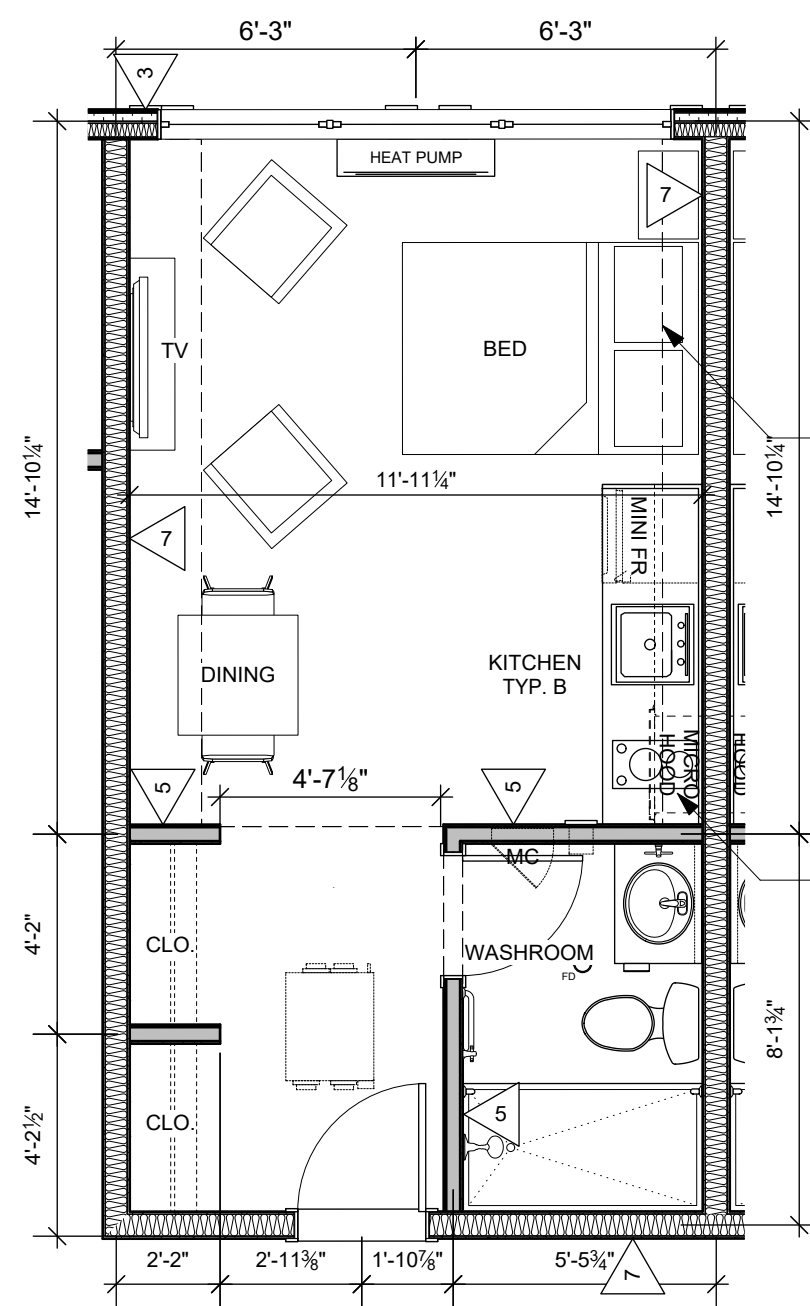 6'-3"
6'-3"
3
HEAT PUMP
7
TV
BED
14'-10¼"
11'-11¼"
14'-10¼"
7
MINI FR
DINING
KITCHEN
TYP. B
HOOD
MICRO
HOOD
5
4'-7⅛"
5
MC
4'-2"
CLO.
WASHROOM
FD
8'-1¾"
4'-2½"
CLO.
5
2'-2"
2'-11⅜"
1'-10⅞"
5'-5¾"
7